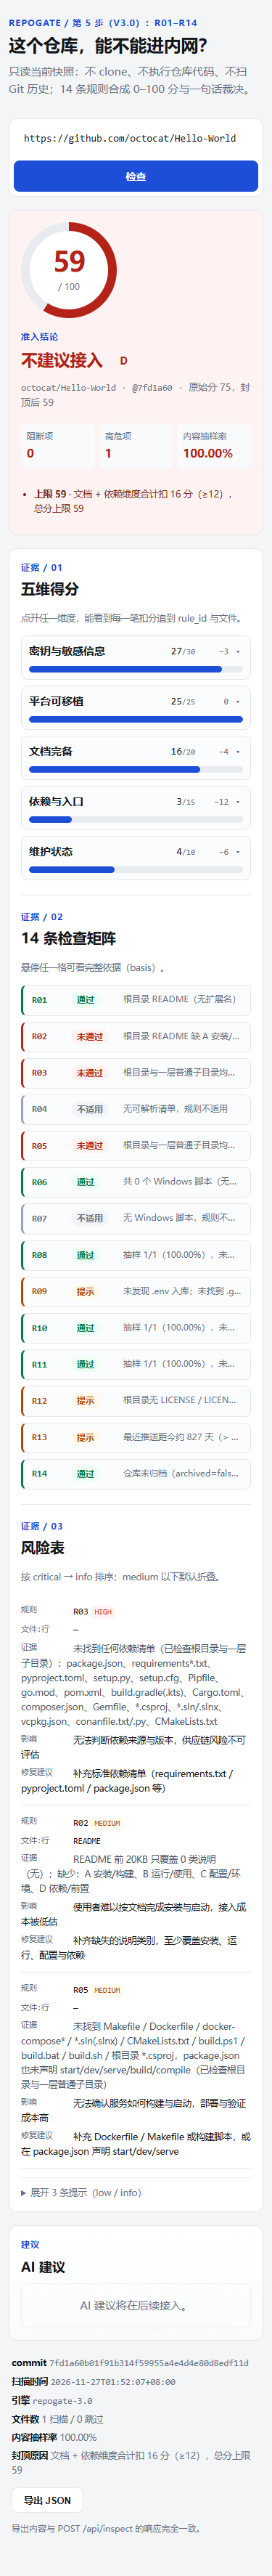 REPOGATE / 第 5 步（V3.0）：R01–R14
这个仓库，能不能进内网？
只读当前快照：不 clone、不执行仓库代码、不扫
Git 历史；14 条规则合成 0–100 分与一句话裁决。
https://github.com/octocat/Hello-World
检查
59
/ 100
准入结论
不建议接入 D
octocat/Hello-World · @7fd1a60 · 原始分 75，封
顶后 59
阻断项
0
高危项
1
内容抽样率
100.00%
• 上限 59 · 文档 + 依赖维度合计扣 16 分（≥12），
总分上限 59
证据 / 01
五维得分
点开任一维度，能看到每一笔扣分追到 rule_id 与文件。
密钥与敏感信息 27/30 −3 ▾
平台可移植 25/25 0 ▾
文档完备 16/20 −4 ▾
依赖与入口 3/15 −12 ▾
维护状态 4/10 −6 ▾
证据 / 02
14 条检查矩阵
悬停任一格可看完整依据（basis）。
R01 通过 根目录 README（无扩展名）
R02 未通过 根目录 README 缺 A 安装/…
R03 未通过 根目录与一层普通子目录均…
R04 不适用 无可解析清单，规则不适用
R05 未通过 根目录与一层普通子目录均…
R06 通过 共 0 个 Windows 脚本（无…
R07 不适用 无 Windows 脚本，规则不…
R08 通过 抽样 1/1（100.00%），未…
R09 提示 未发现 .env 入库；未找到 .g…
R10 通过 抽样 1/1（100.00%），未…
R11 通过 抽样 1/1（100.00%），未…
R12 提示 根目录无 LICENSE / LICEN…
R13 提示 最近推送距今约 827 天（> …
R14 通过 仓库未归档（archived=fals…
证据 / 03
风险表
按 critical → info 排序；medium 以下默认折叠。
规则 R03 HIGH
文件:行 —
证据 未找到任何依赖清单（已检查根目录与一层
子目录）：package.json、requirements*.txt、
pyproject.toml、setup.py、setup.cfg、Pipfile、
go.mod、pom.xml、build.gradle(.kts)、Cargo.toml、
composer.json、Gemfile、*.csproj、*.sln/.slnx、
vcpkg.json、conanfile.txt/.py、CMakeLists.txt
影响 无法判断依赖来源与版本，供应链风险不可
评估
修复建议 补充标准依赖清单（requirements.txt /
pyproject.toml / package.json 等）
规则 R02 MEDIUM
文件:行 README
证据 README 前 20KB 只覆盖 0 类说明
（无）；缺少：A 安装/构建、B 运行/使用、C 配置/环
境、D 依赖/前置
影响 使用者难以按文档完成安装与启动，接入成
本被低估
修复建议 补齐缺失的说明类别，至少覆盖安装、运
行、配置与依赖
规则 R05 MEDIUM
文件:行 —
证据 未找到 Makefile / Dockerfile / docker-
compose* / *.sln(.slnx) / CMakeLists.txt / build.ps1 /
build.bat / build.sh / 根目录 *.csproj，package.json
也未声明 start/dev/serve/build/compile（已检查根目
录与一层普通子目录）
影响 无法确认服务如何构建与启动，部署与验证
成本高
修复建议 补充 Dockerfile / Makefile 或构建脚本，或
在 package.json 声明 start/dev/serve
▶ 展开 3 条提示（low / info）
建议
AI 建议
AI 建议将在后续接入。
commit 7fd1a60b01f91b314f59955a4e4d4e80d8edf11d
扫描时间 2026-11-27T01:52:07+08:00
引擎 repogate-3.0
文件数 1 扫描 / 0 跳过
内容抽样率 100.00%
封顶原因 文档 + 依赖维度合计扣 16 分（≥12），总分上限
59
导出 JSON
导出内容与 POST /api/inspect 的响应完全一致。